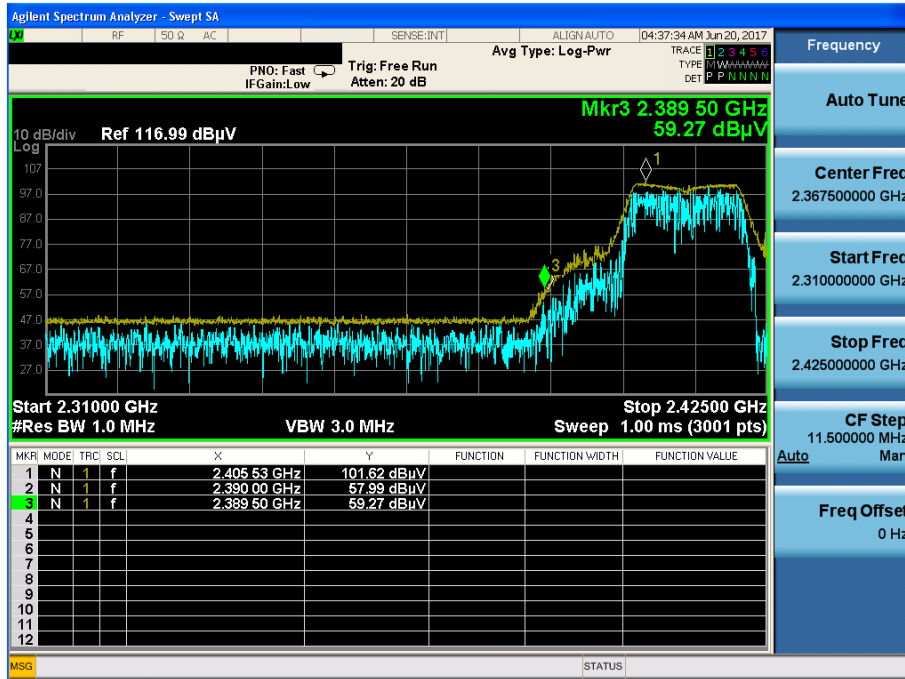 Agilent Spectrum Analyzer - Swept SA
LXI RF 50 Ω AC SENSE:INT ALIGN AUTO 04:37:34 AM Jun 20, 2017
PNO: Fast IFGain:Low Trig: Free Run Atten: 20 dB Avg Type: Log-Pwr
TRACE 1 2 3 4 5 6
TYPE M WWWWW
DET P P N N N N
Mkr3 2.389 50 GHz
59.27 dBµV
10 dB/div Ref 116.99 dBµV
Log
107
97.0
87.0
77.0
67.0
57.0
47.0
37.0
27.0
1
3
Start 2.31000 GHz Stop 2.42500 GHz
#Res BW 1.0 MHz VBW 3.0 MHz Sweep 1.00 ms (3001 pts)
MKR MODE TRC SCL X Y FUNCTION FUNCTION WIDTH FUNCTION VALUE
1 N 1 f 2.405 53 GHz 101.62 dBµV
2 N 1 f 2.390 00 GHz 57.99 dBµV
3 N 1 f 2.389 50 GHz 59.27 dBµV
4
5
6
7
8
9
10
11
12
MSG STATUS
Frequency
Auto Tune
Center Freq
2.367500000 GHz
Start Freq
2.310000000 GHz
Stop Freq
2.425000000 GHz
CF Step
11.500000 MHz
Auto Man
Freq Offset
0 Hz